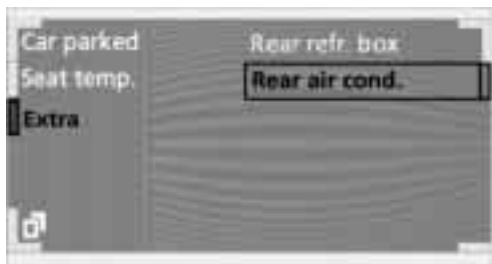 Car parked
Seat temp.
Extra
Rear refr. box
Rear air cond.